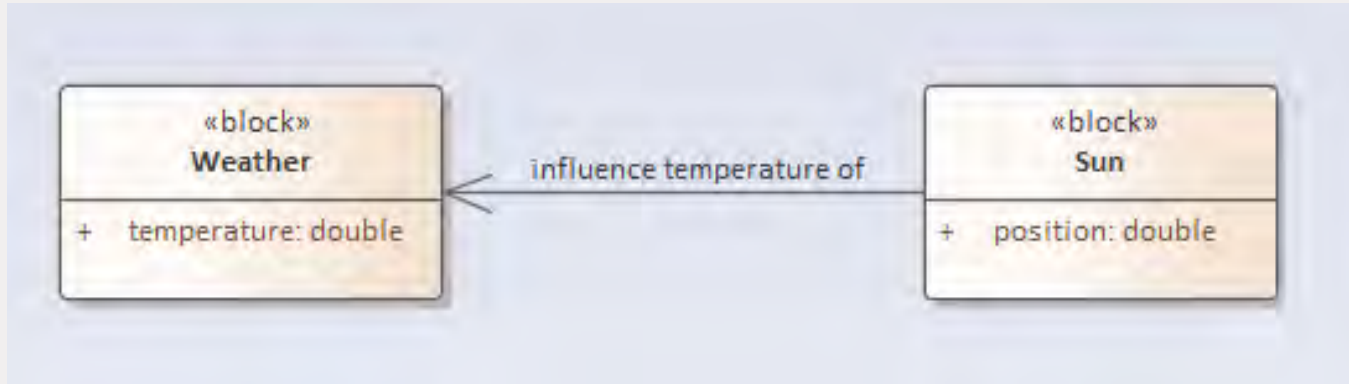 «block»
Weather
+ temperature: double
influence temperature of
«block»
Sun
+ position: double